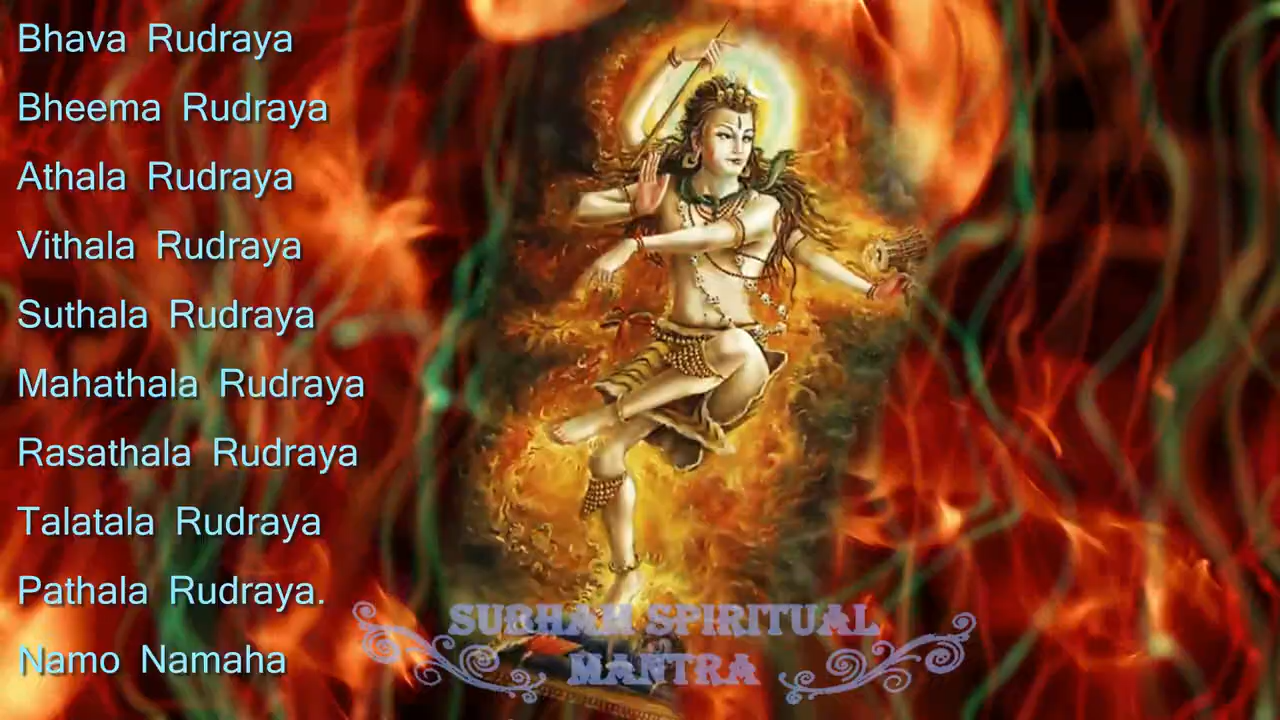 Bhava Rudraya
Bheema Rudraya
Athala Rudraya
Vithala Rudraya
Suthala Rudraya
Mahathala Rudraya
Rasathala Rudraya
Talatala Rudraya
Pathala Rudraya.
Namo Namaha
SUBHAM SPIRITUAL
MANTRA